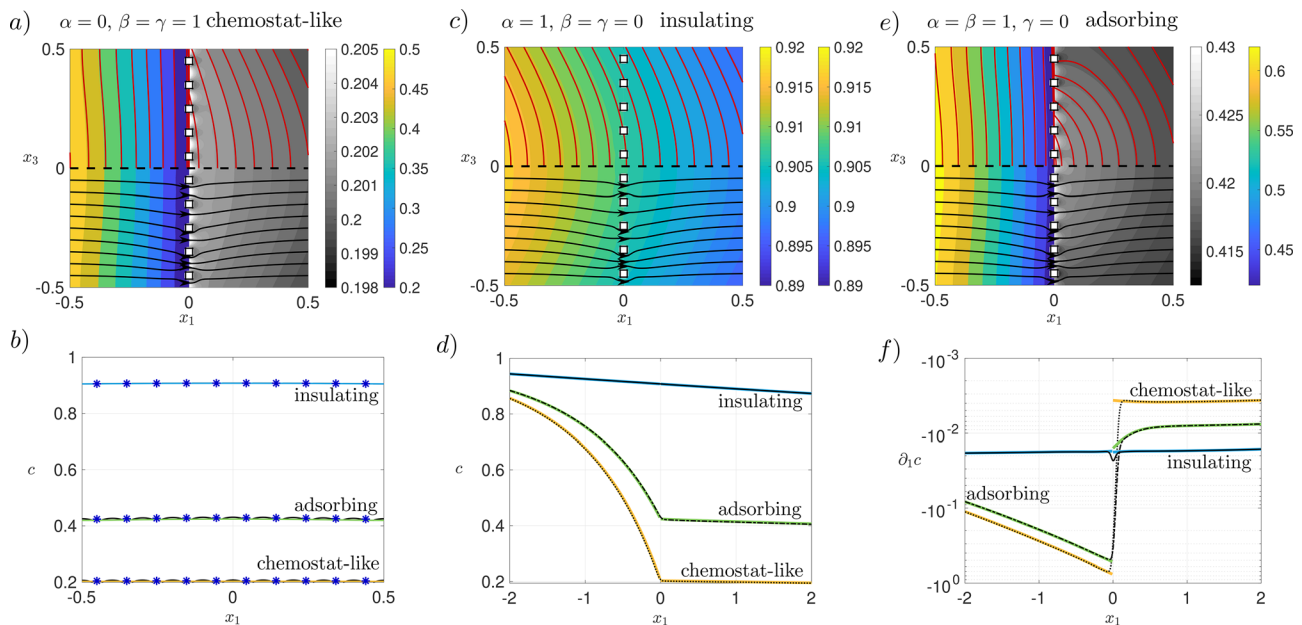 a) α = 0, β = γ = 1 chemostat-like
0.5
0
-0.5
x₃
-0.5 0 0.5
x₁
0.205
0.204
0.203
0.202
0.201
0.2
0.199
0.198
0.5
0.45
0.4
0.35
0.3
0.25
0.2
c) α = 1, β = γ = 0 insulating
0.5
0
-0.5
x₃
-0.5 0 0.5
x₁
0.92
0.915
0.91
0.905
0.9
0.895
0.89
0.92
0.915
0.91
0.905
0.9
0.895
0.89
e) α = β = 1, γ = 0 adsorbing
0.5
0
-0.5
x₃
-0.5 0 0.5
x₁
0.43
0.425
0.42
0.415
0.6
0.55
0.5
0.45
b)
1
0.8
0.6
0.4
0.2
c
insulating
adsorbing
chemostat-like
-0.5 0 0.5
x₁
d)
1
0.8
0.6
0.4
0.2
c
insulating
adsorbing
chemostat-like
-2 -1 0 1 2
x₁
f)
-10⁻³
-10⁻²
-10⁻¹
-10⁰
∂₁c
chemostat-like
insulating
adsorbing
-2 -1 0 1 2
x₁